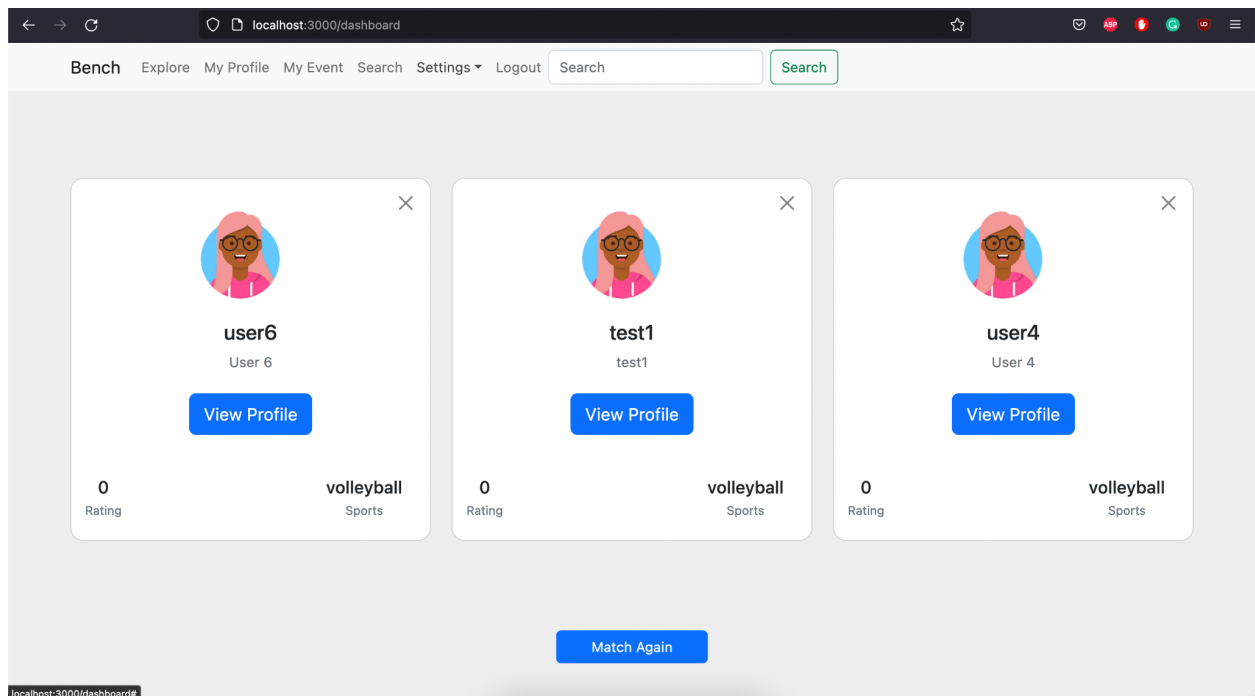 localhost:3000/dashboard
ABP
Bench Explore My Profile My Event Search Settings Logout Search Search
user6 test1 user4
User 6 test1 User 4
View Profile View Profile View Profile
0 volleyball 0 volleyball 0 volleyball
Rating Sports Rating Sports Rating Sports
Match Again
localhost:3000/dashboard#